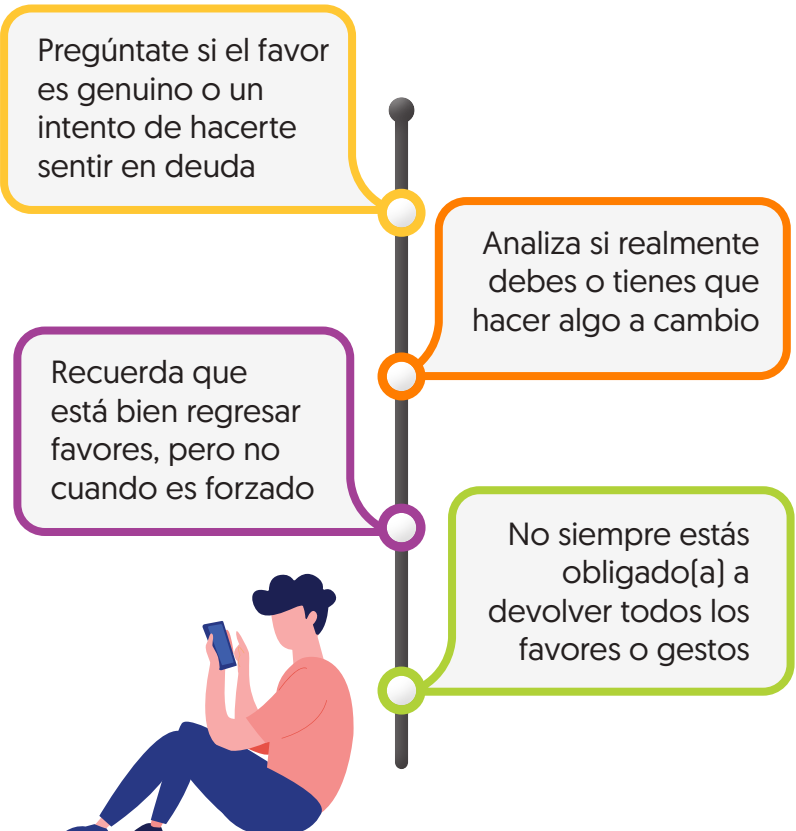 Pregúntate si el favor
es genuino o un
intento de hacerte
sentir en deuda
Analiza si realmente
debes o tienes que
hacer algo a cambio
Recuerda que
está bien regresar
favores, pero no
cuando es forzado
No siempre estás
obligado(a) a
devolver todos los
favores o gestos